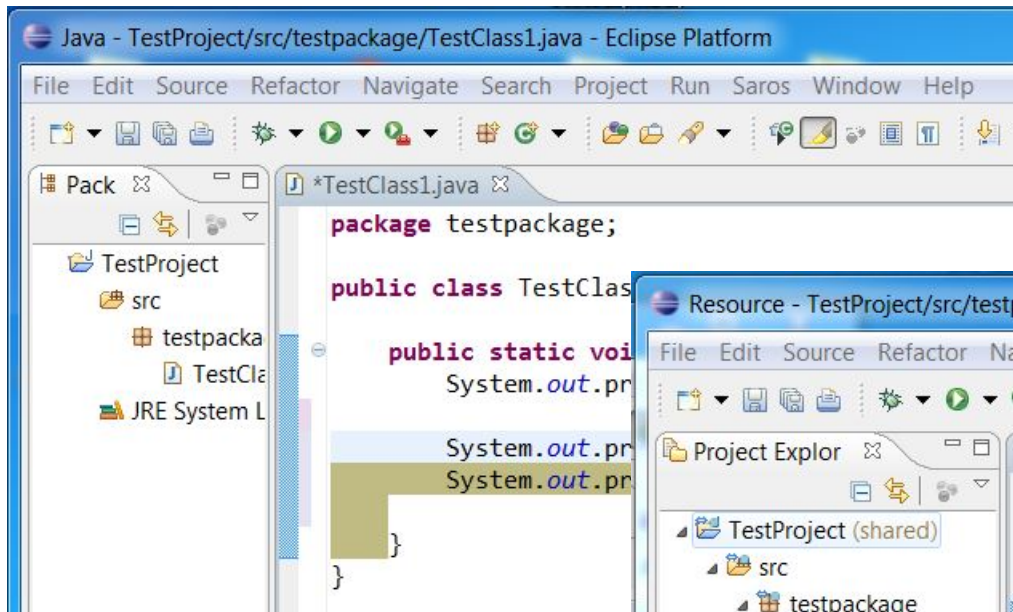 Java - TestProject/src/testpackage/TestClass1.java - Eclipse Platform
File Edit Source Refactor Navigate Search Project Run Saros Window Help
Pack
*TestClass1.java
package testpackage;
TestProject
public class TestClas
src
testpacka
public static voi
TestCla
System.out.pr
JRE System L
System.out.pr
System.out.pr
}
}
Resource - TestProject/src/test
File Edit Source Refactor Na
Project Explor
TestProject (shared)
src
testpackage